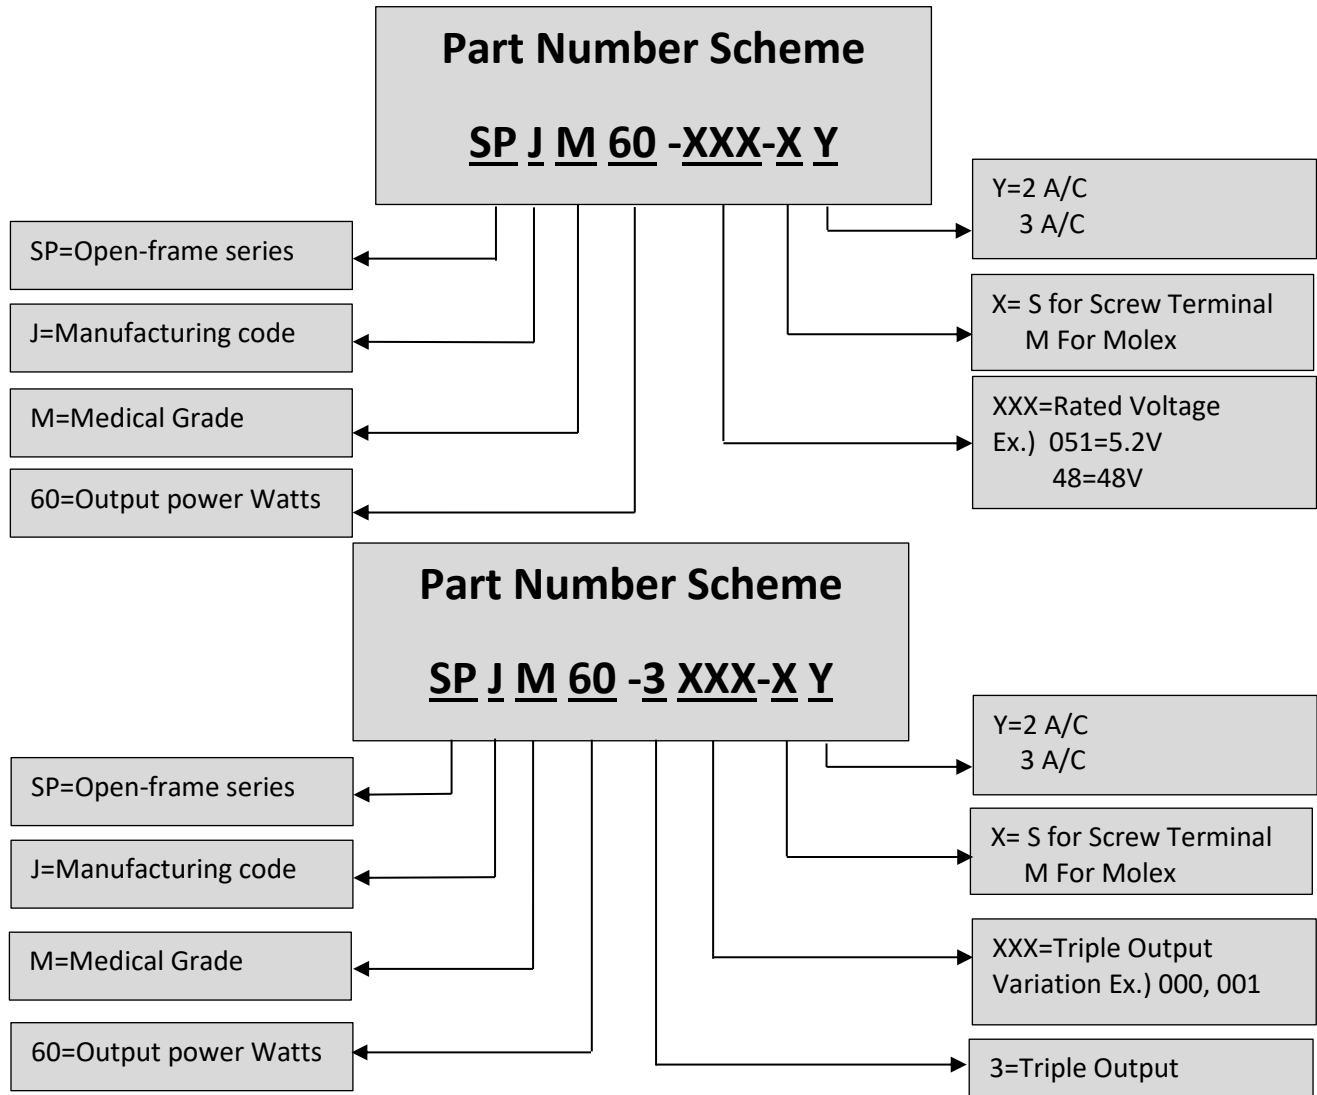 Part Number Scheme
SP J M 60 -XXX-X Y
Y=2 A/C
3 A/C
SP=Open-frame series
X= S for Screw Terminal
M For Molex
J=Manufacturing code
M=Medical Grade
XXX=Rated Voltage
Ex.) 051=5.2V
48=48V
60=Output power Watts
Part Number Scheme
SP J M 60 -3 XXX-X Y
Y=2 A/C
3 A/C
SP=Open-frame series
X= S for Screw Terminal
M For Molex
J=Manufacturing code
M=Medical Grade
XXX=Triple Output
Variation Ex.) 000, 001
60=Output power Watts
3=Triple Output